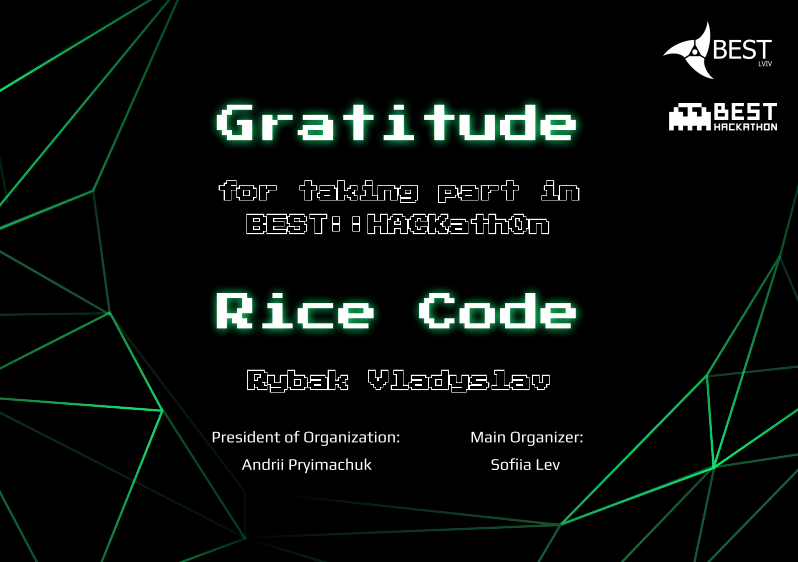 BEST
LVIV
BEST
HACKATHON
Gratitude
for taking part in
BEST::HACKath0n
Rice Code
Rybak Vladyslav
President of Organization:
Andrii Pryimachuk
Main Organizer:
Sofiia Lev